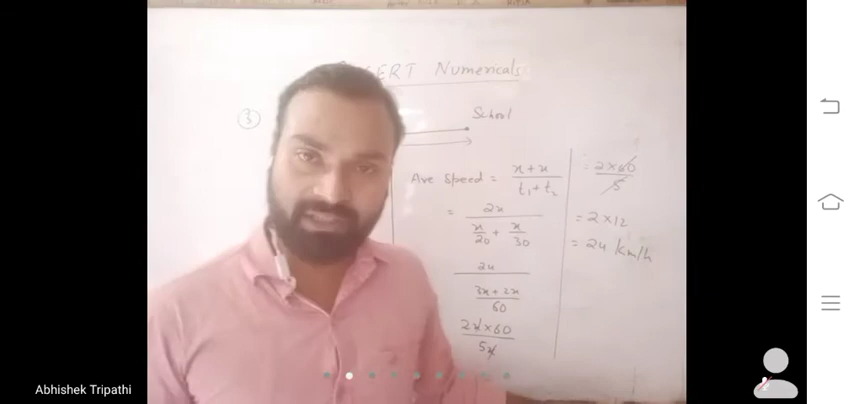 NCERT Numericals
③
School
Ave Speed = x + x / t₁ + t₂
= 2x / x/20 + x/30
2x / 3x + 2x / 60
2x × 60 / 5x
= 2 × 60 / 5
= 2 × 12
= 24 km/h
Abhishek Tripathi